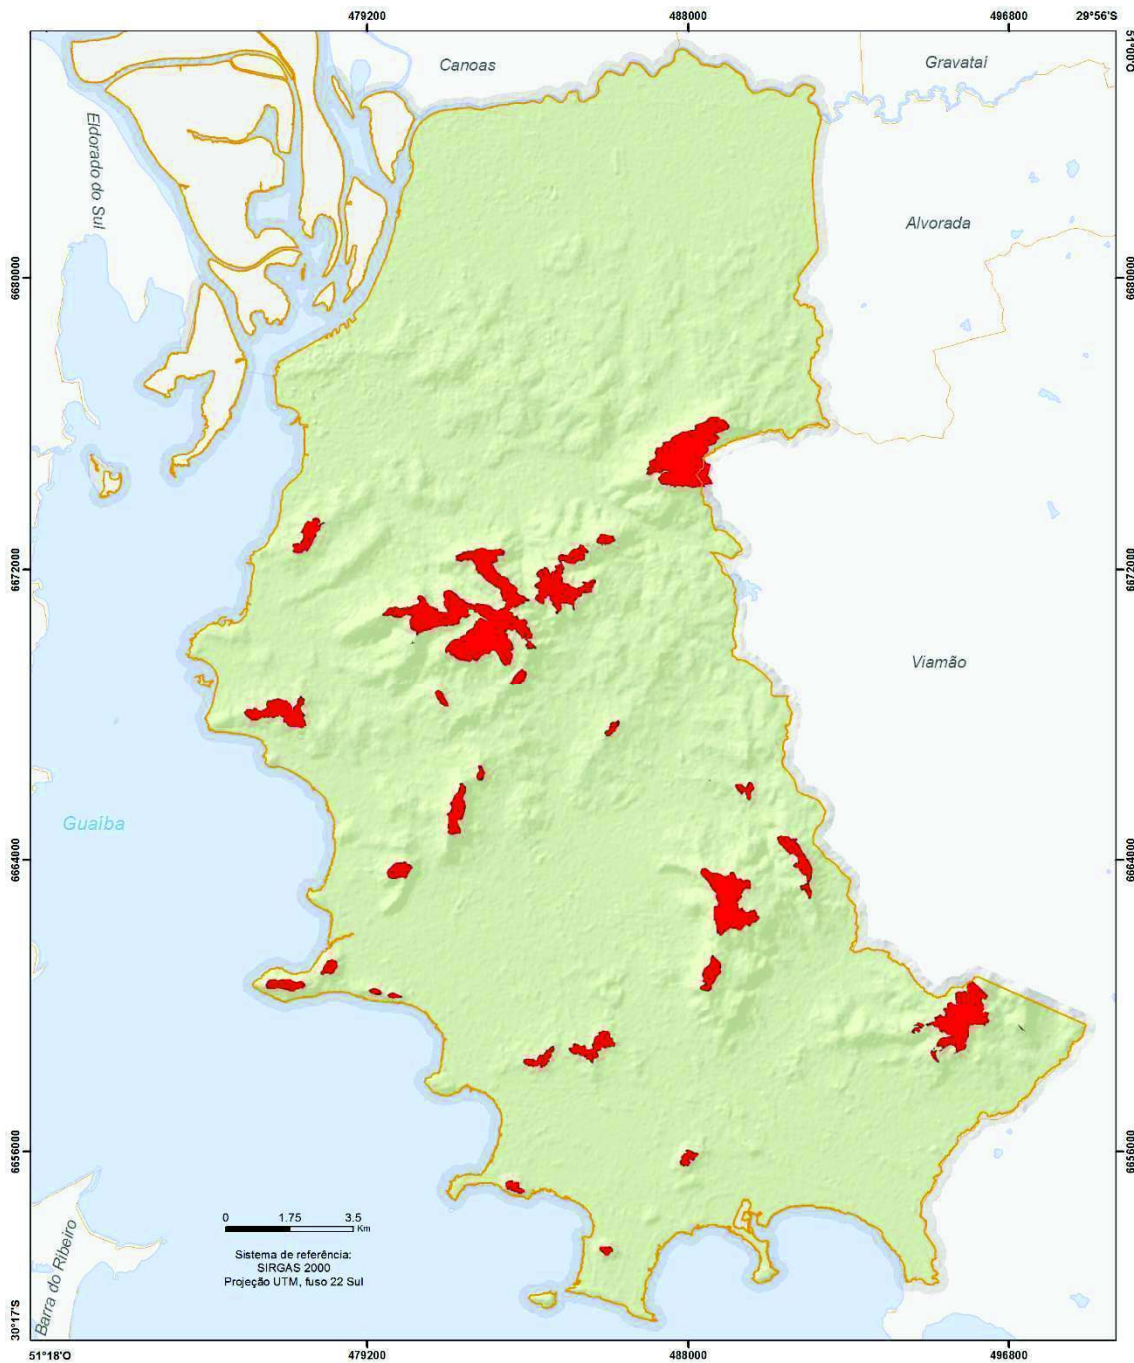 479200
488000
496800
29°56'S
51°00'O
Canoas
Gravatai
Eldorado do Sul
Alvorada
6680000
6680000
6672000
6672000
Viamão
Guaíba
6664000
6664000
6656000
6656000
0 1.75 3.5
Km
Sistema de referência:
SIRGAS 2000
Projeção UTM, fuso 22 Sul
Barra do Ribeiro
30°17'S
51°18'O
479200
488000
496800